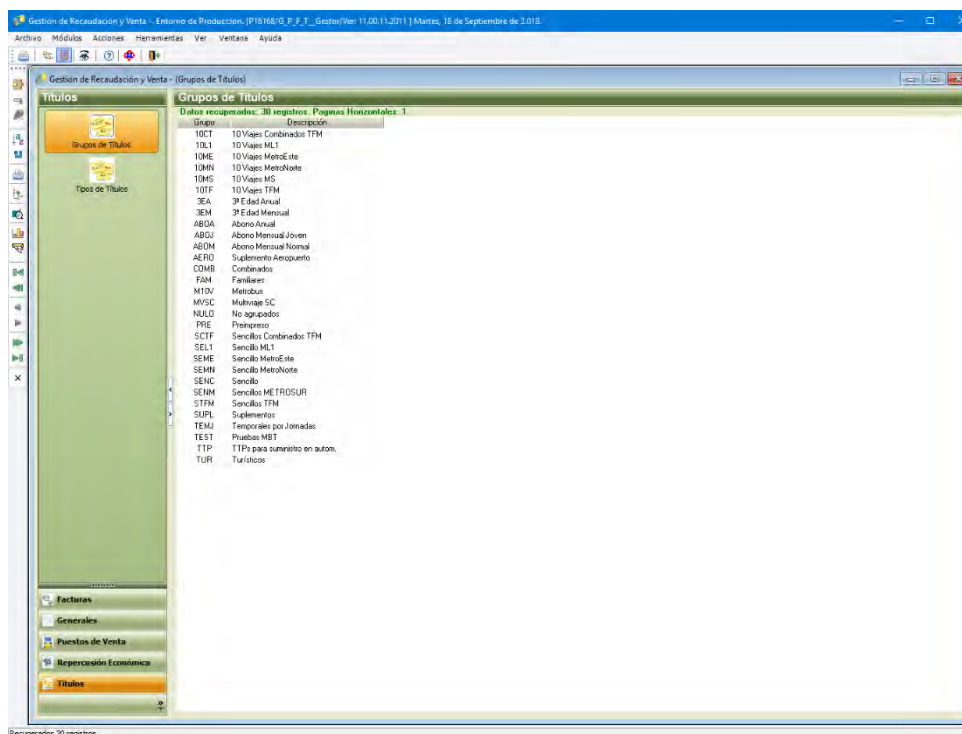 Gestión de Recaudación y Venta -. Entorno de Producción. [P16168/G_P_F_T__Gestor/Ver: 11.00.11.2011 ] Martes, 18 de Septiembre de 2.018.
Archivo Módulos Acciones Herramientas Ver Ventana Ayuda
Gestión de Recaudación y Venta - (Grupos de Títulos)
Títulos
Grupos de Títulos
Tipos de Títulos
Facturas
Generales
Puestos de Venta
Repercusión Económica
Títulos
Grupos de Títulos
Datos recuperados: 30 registros. Paginas Horizontales: 1.
Grupo Descripción
10CT 10 Viajes Combinados TFM
10L1 10 Viajes ML1
10ME 10 Viajes MetroEste
10MN 10 Viajes MetroNorte
10MS 10 Viajes MS
10TF 10 Viajes TFM
3EA 3ª Edad Anual
3EM 3ª Edad Mensual
ABOA Abono Anual
ABOJ Abono Mensual Joven
ABOM Abono Mensual Normal
AERO Suplemento Aeropuerto
COMB Combinados
FAM Familiares
M10V Metrobus
MVSC Multiviaje SC
NULO No agrupados
PRE Preimpreso
SCTF Sencillos Combinados TFM
SEL1 Sencillo ML1
SEME Sencillo MetroEste
SEMN Sencillo MetroNorte
SENC Sencillo
SENM Sencillos METROSUR
STFM Sencillos TFM
SUPL Suplementos
TEMJ Temporales por Jornadas
TEST Pruebas MBT
TTP TTPs para suministro en autom.
TUR Turísticos
Recuperados 30 registros